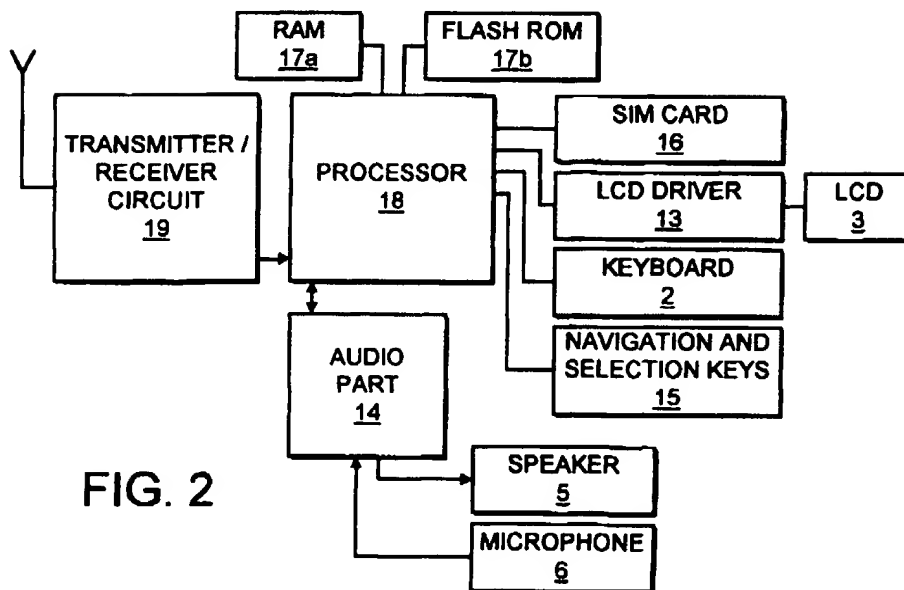 RAM
17a
FLASH ROM
17b
TRANSMITTER /
RECEIVER
CIRCUIT
19
PROCESSOR
18
SIM CARD
16
LCD DRIVER
13
LCD
3
KEYBOARD
2
NAVIGATION AND
SELECTION KEYS
15
AUDIO
PART
14
SPEAKER
5
MICROPHONE
6
FIG. 2